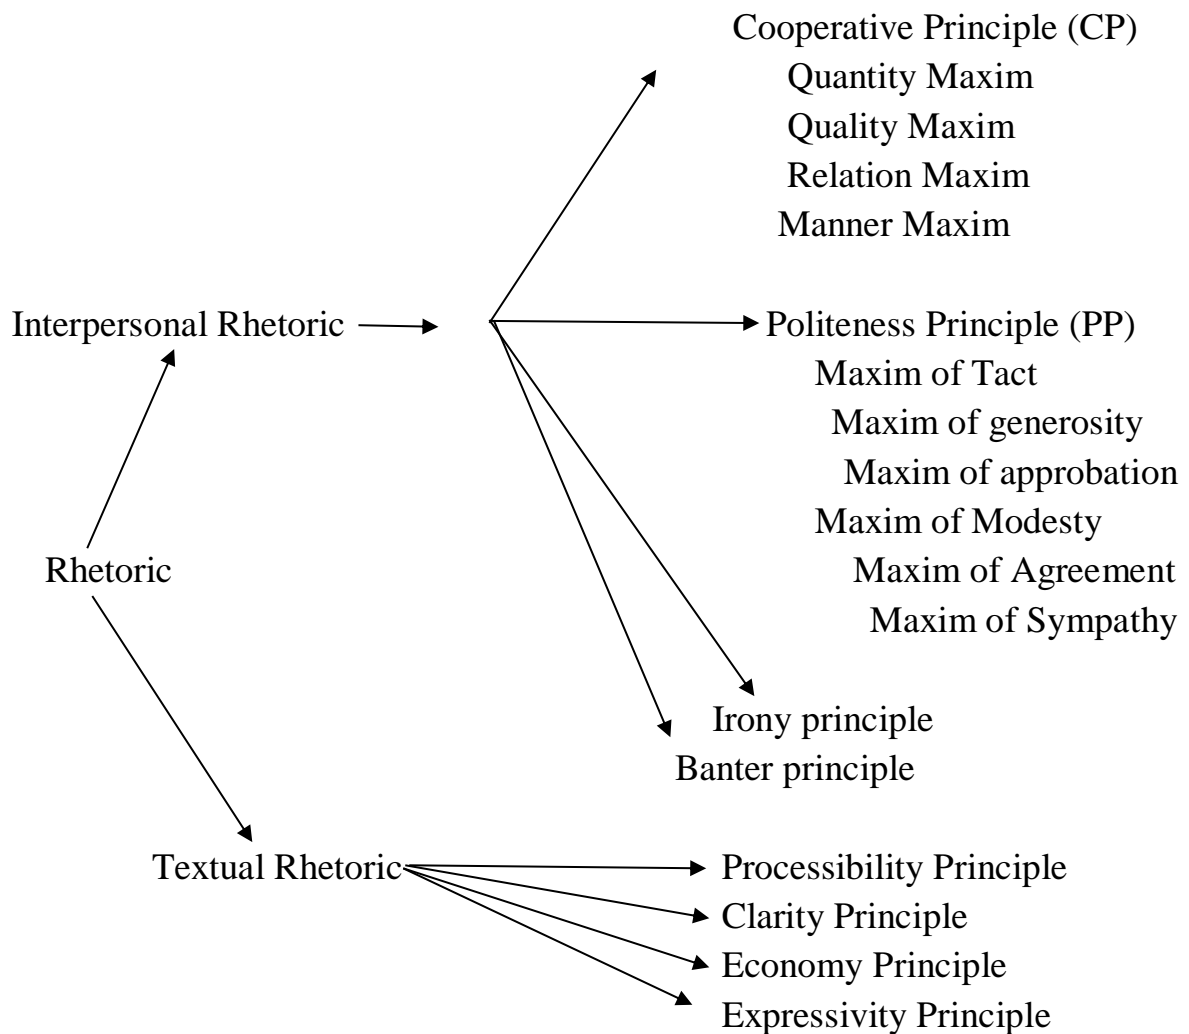 Cooperative Principle (CP)
Quantity Maxim
Quality Maxim
Relation Maxim
Manner Maxim
Interpersonal Rhetoric
Politeness Principle (PP)
Maxim of Tact
Maxim of generosity
Maxim of approbation
Maxim of Modesty
Rhetoric
Maxim of Agreement
Maxim of Sympathy
Irony principle
Banter principle
Textual Rhetoric
Processibility Principle
Clarity Principle
Economy Principle
Expressivity Principle